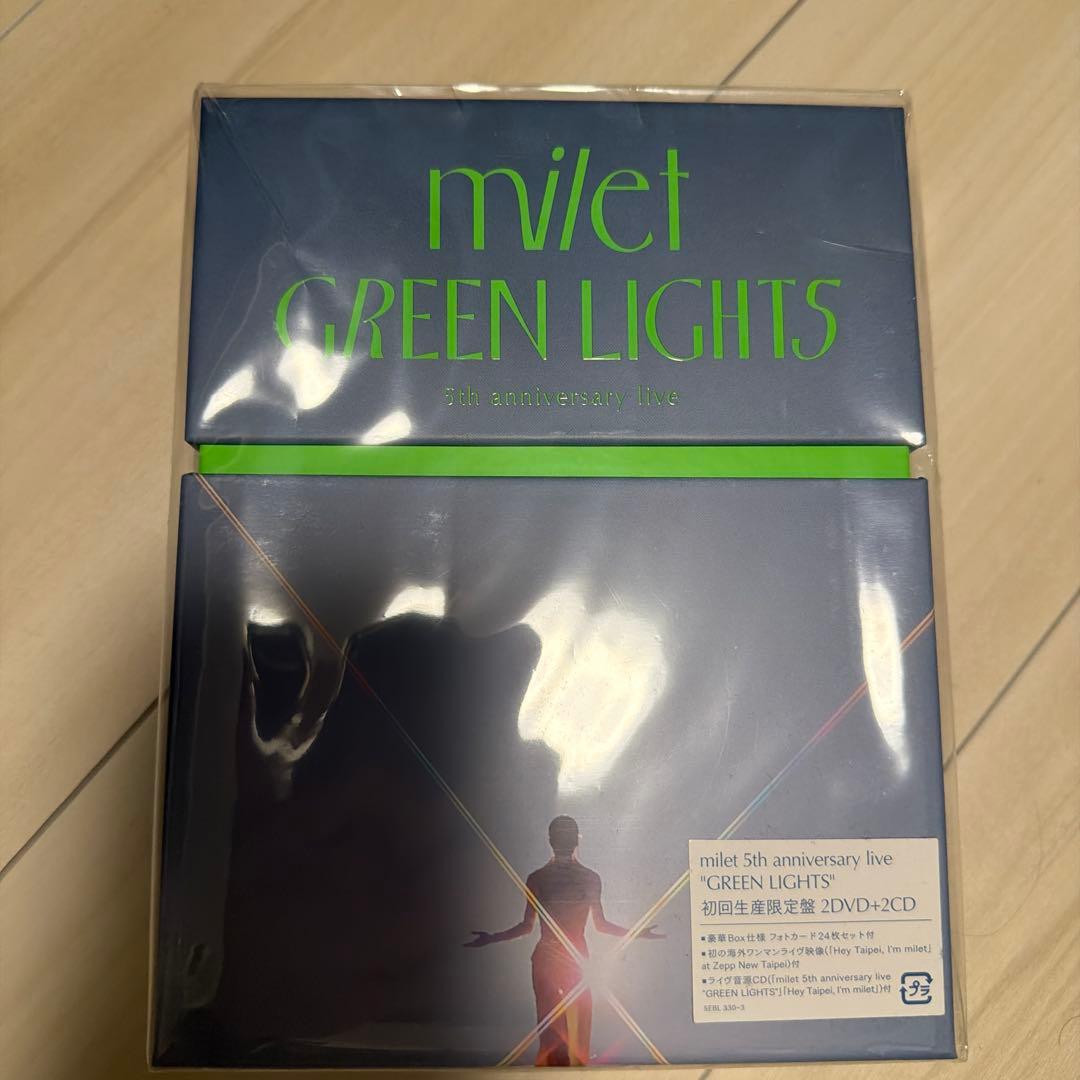 milet
GREEN LIGHTS
5th anniversary live
milet 5th anniversary live
"GREEN LIGHTS"
初回生産限定盤 2DVD+2CD
■豪華Box仕様 フォトカード24枚セット付
■初の海外ワンマンライヴ映像(「Hey Taipei, I'm milet」
at Zepp New Taipei)付
■ライヴ音源CD(「milet 5th anniversary live
"GREEN LIGHTS"」「Hey Taipei, I'm milet」)付
SEBL 330-3
プラ